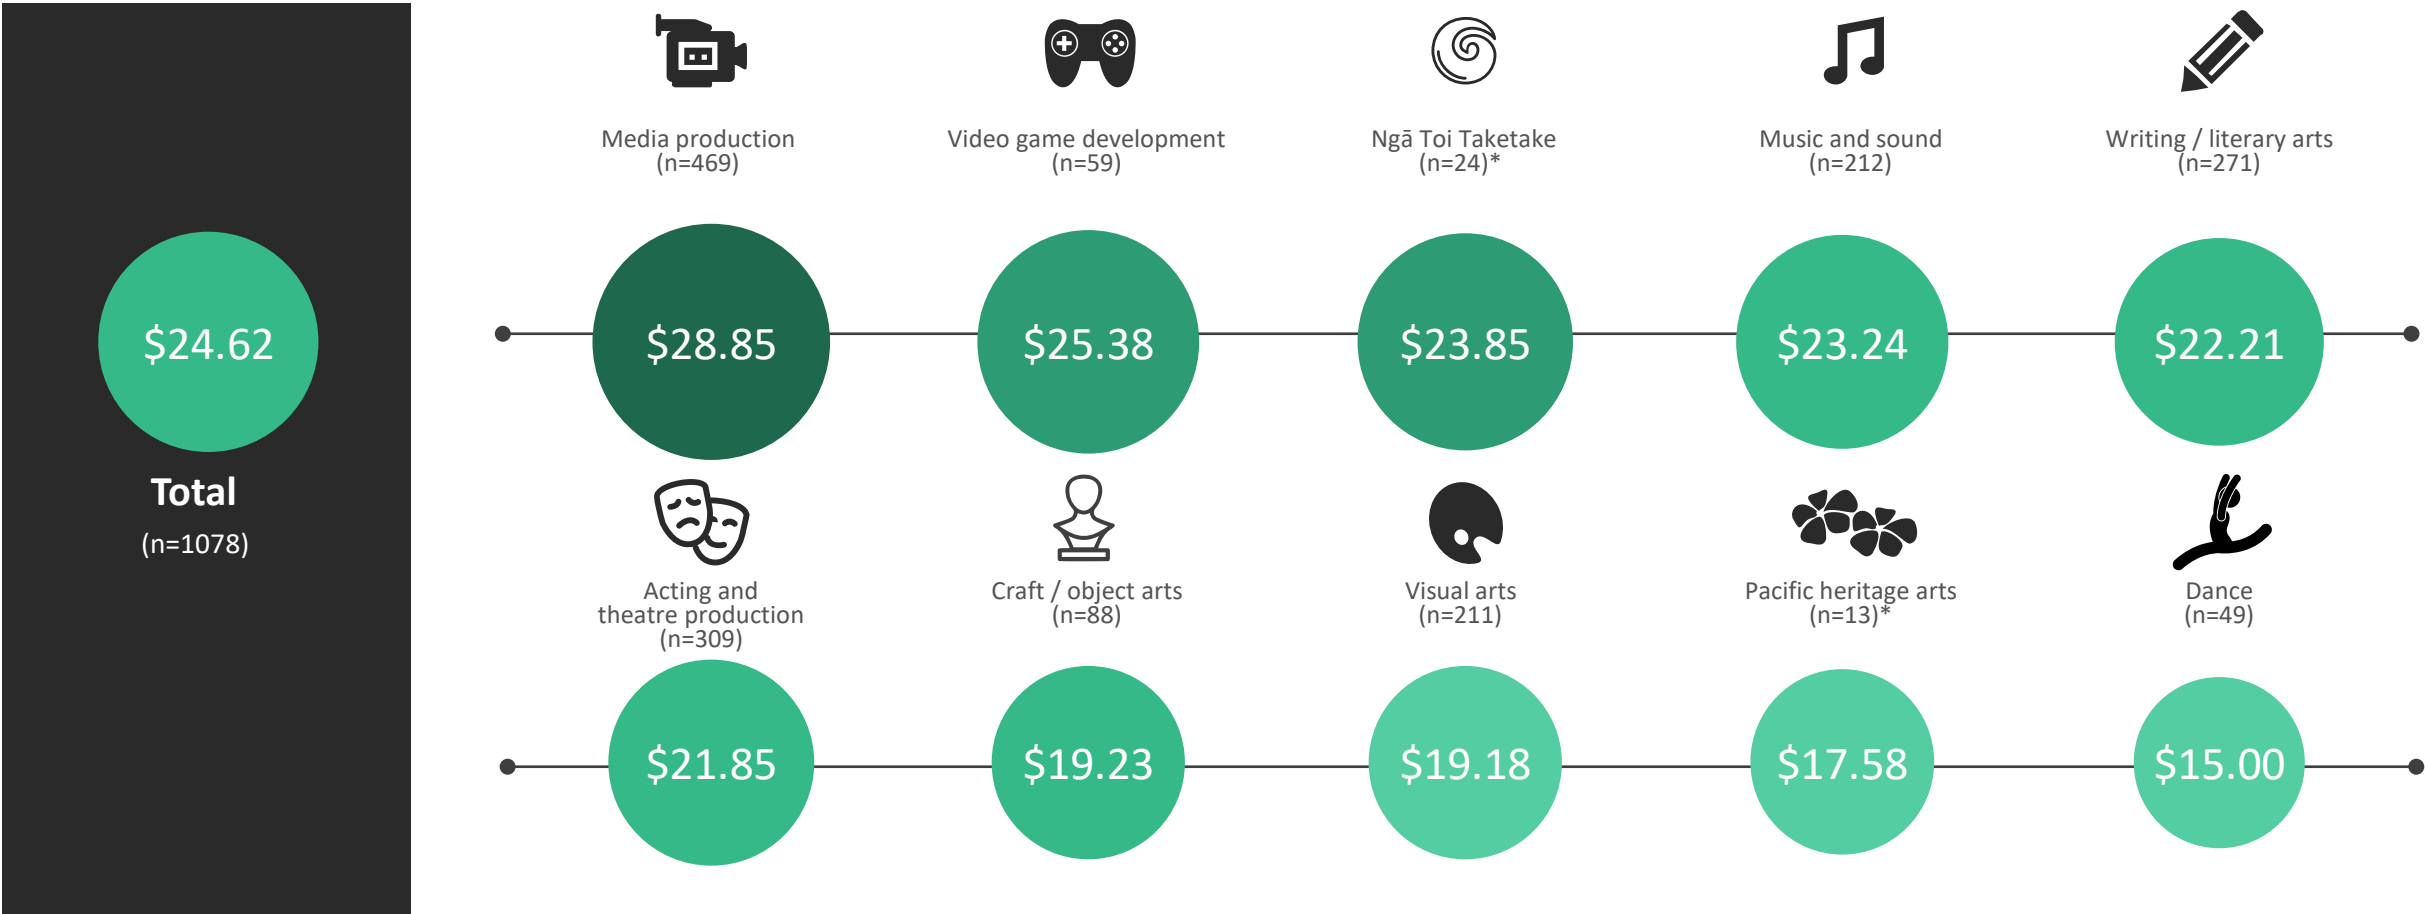 $24.62
Total
(n=1078)
Media production
(n=469)
Video game development
(n=59)
Ngā Toi Taketake
(n=24)*
Music and sound
(n=212)
Writing / literary arts
(n=271)
$28.85
$25.38
$23.85
$23.24
$22.21
Acting and
theatre production
(n=309)
Craft / object arts
(n=88)
Visual arts
(n=211)
Pacific heritage arts
(n=13)*
Dance
(n=49)
$21.85
$19.23
$19.18
$17.58
$15.00